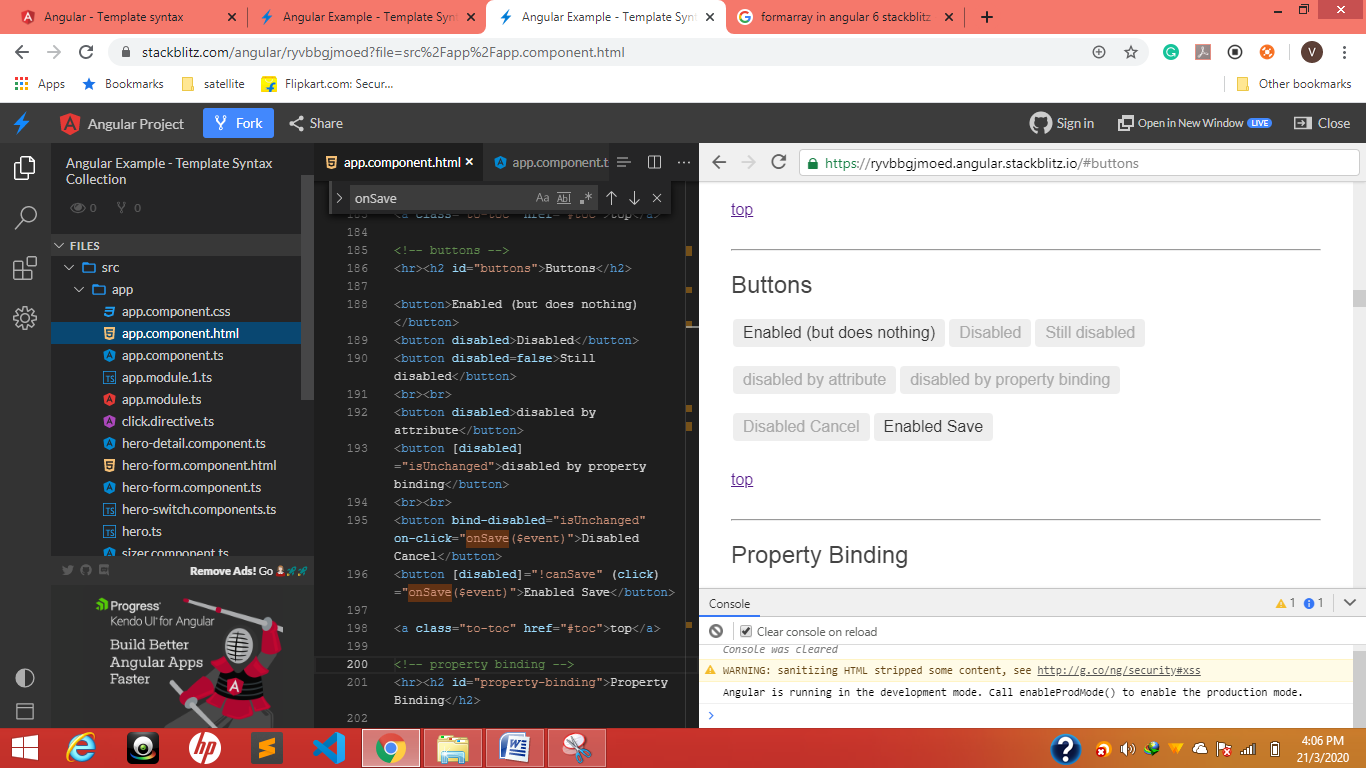 Angular - Template syntax
Angular Example - Template Synt
Angular Example - Template Synt
formarray in angular 6 stackblitz
stackblitz.com/angular/ryvbbgjmoed?file=src%2Fapp%2Fapp.component.html
V
Apps
Bookmarks
satellite
Flipkart.com: Secur...
Other bookmarks
Angular Project
Fork
Share
Sign in
Open in New Window LIVE
Close
Angular Example - Template Syntax
Collection
0
0
FILES
src
app
app.component.css
app.component.html
app.component.ts
app.module.1.ts
app.module.ts
click.directive.ts
hero-detail.component.ts
hero-form.component.html
hero-form.component.ts
hero-switch.components.ts
hero.ts
sizer.component.ts
Remove Ads! Go
Progress
Kendo UI® for Angular
Build Better
Angular Apps
Faster
app.component.html
app.component.t
onSave
Aa Abl .*
183 <a class="to-toc" href="#toc">top</a>
184
185 <!-- buttons -->
186 <hr><h2 id="buttons">Buttons</h2>
187
188 <button>Enabled (but does nothing)
</button>
189 <button disabled>Disabled</button>
190 <button disabled=false>Still
disabled</button>
191 <br><br>
192 <button disabled>disabled by
attribute</button>
193 <button [disabled]
="isUnchanged">disabled by property
binding</button>
194 <br><br>
195 <button bind-disabled="isUnchanged"
on-click="onSave($event)">Disabled
Cancel</button>
196 <button [disabled]="!canSave" (click)
="onSave($event)">Enabled Save</button>
197
198 <a class="to-toc" href="#toc">top</a>
199
200 <!-- property binding -->
201 <hr><h2 id="property-binding">Property
Binding</h2>
202
https://ryvbbgjmoed.angular.stackblitz.io/#buttons
top
Buttons
Enabled (but does nothing) Disabled Still disabled
disabled by attribute disabled by property binding
Disabled Cancel Enabled Save
top
Property Binding
Console
1 1
Clear console on reload
Console was cleared
WARNING: sanitizing HTML stripped some content, see http://g.co/ng/security#xss
Angular is running in the development mode. Call enableProdMode() to enable the production mode.
4:06 PM
21/3/2020